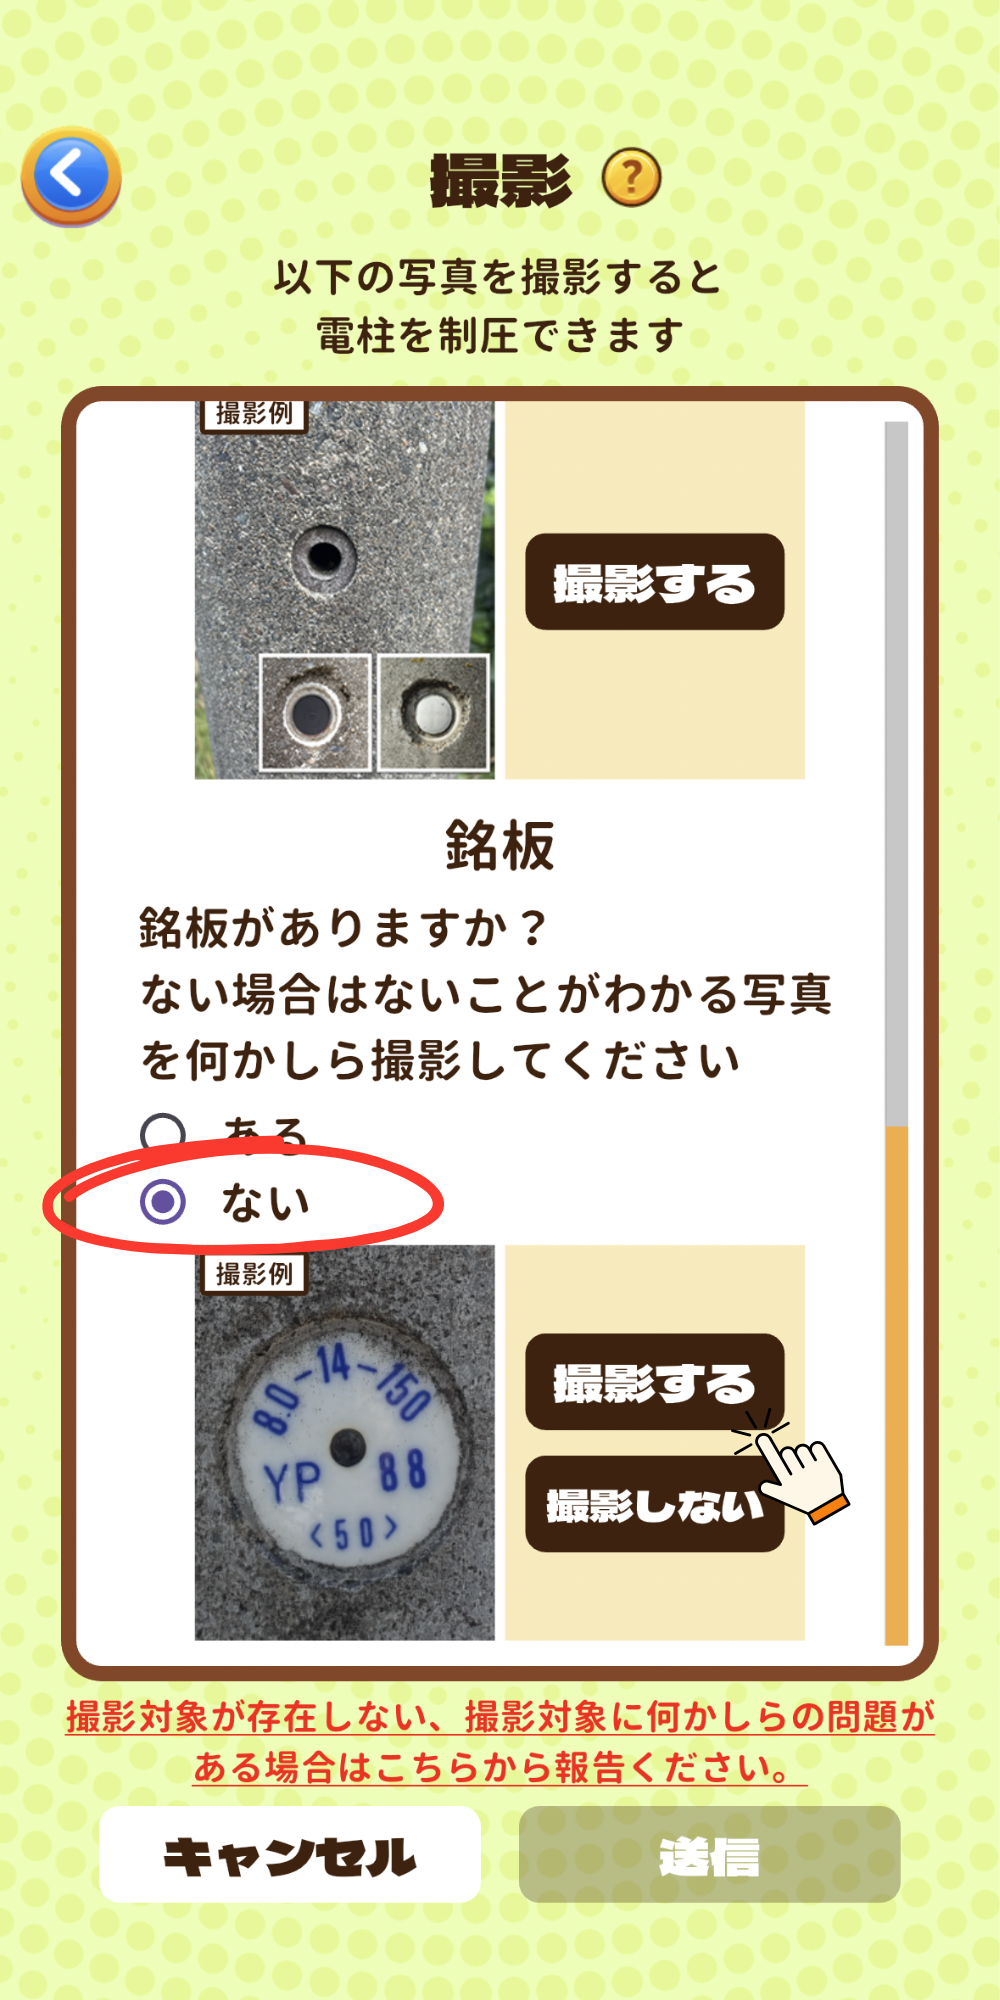 撮影
?
以下の写真を撮影すると
電柱を制圧できます
撮影例
撮影する
銘板
銘板がありますか？
ない場合はないことがわかる写真
を何かしら撮影してください
ある
ない
撮影例
8.0-14-150
YP 88
<50>
撮影する
撮影しない
撮影対象が存在しない、撮影対象に何かしらの問題が
ある場合はこちらから報告ください。
キャンセル
送信